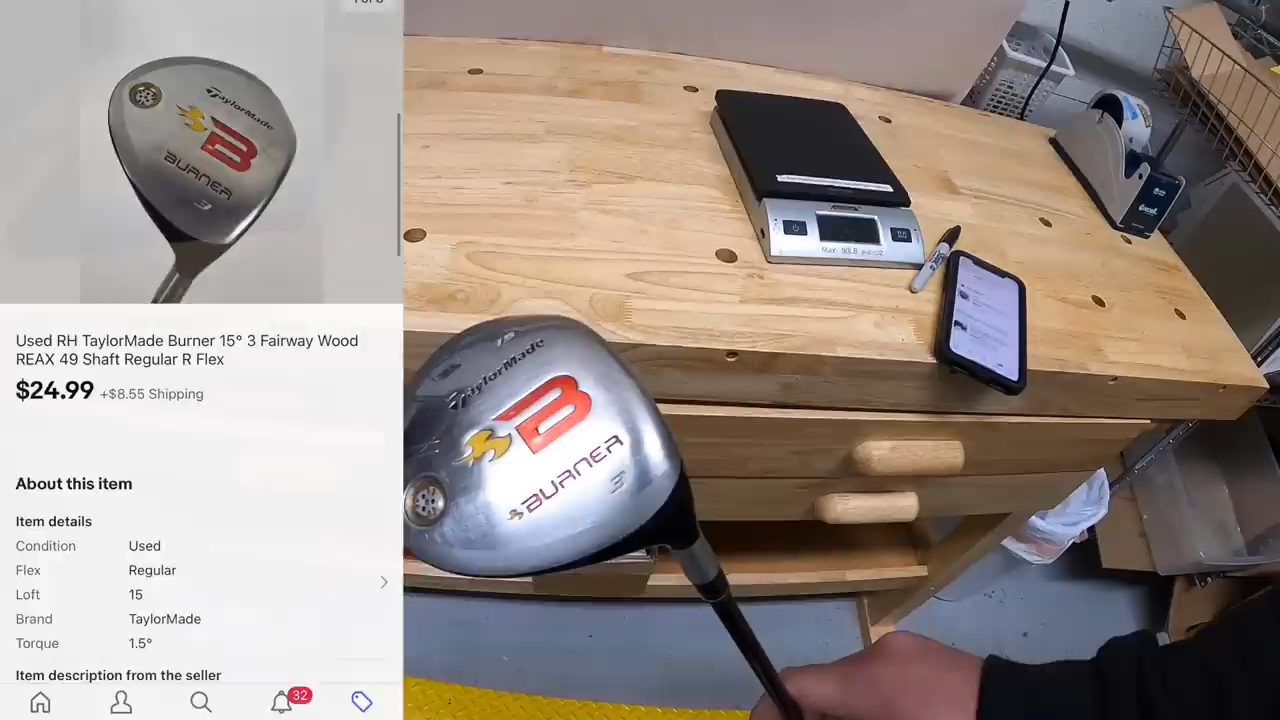 TaylorMade
B
BURNER
3
Used RH TaylorMade Burner 15° 3 Fairway Wood
REAX 49 Shaft Regular R Flex
$24.99 +$8.55 Shipping
About this item
Item details
Condition Used
Flex Regular
Loft 15
Brand TaylorMade
Torque 1.5°
Item description from the seller
32
TaylorMade
B
BURNER
3
Max: 50LB